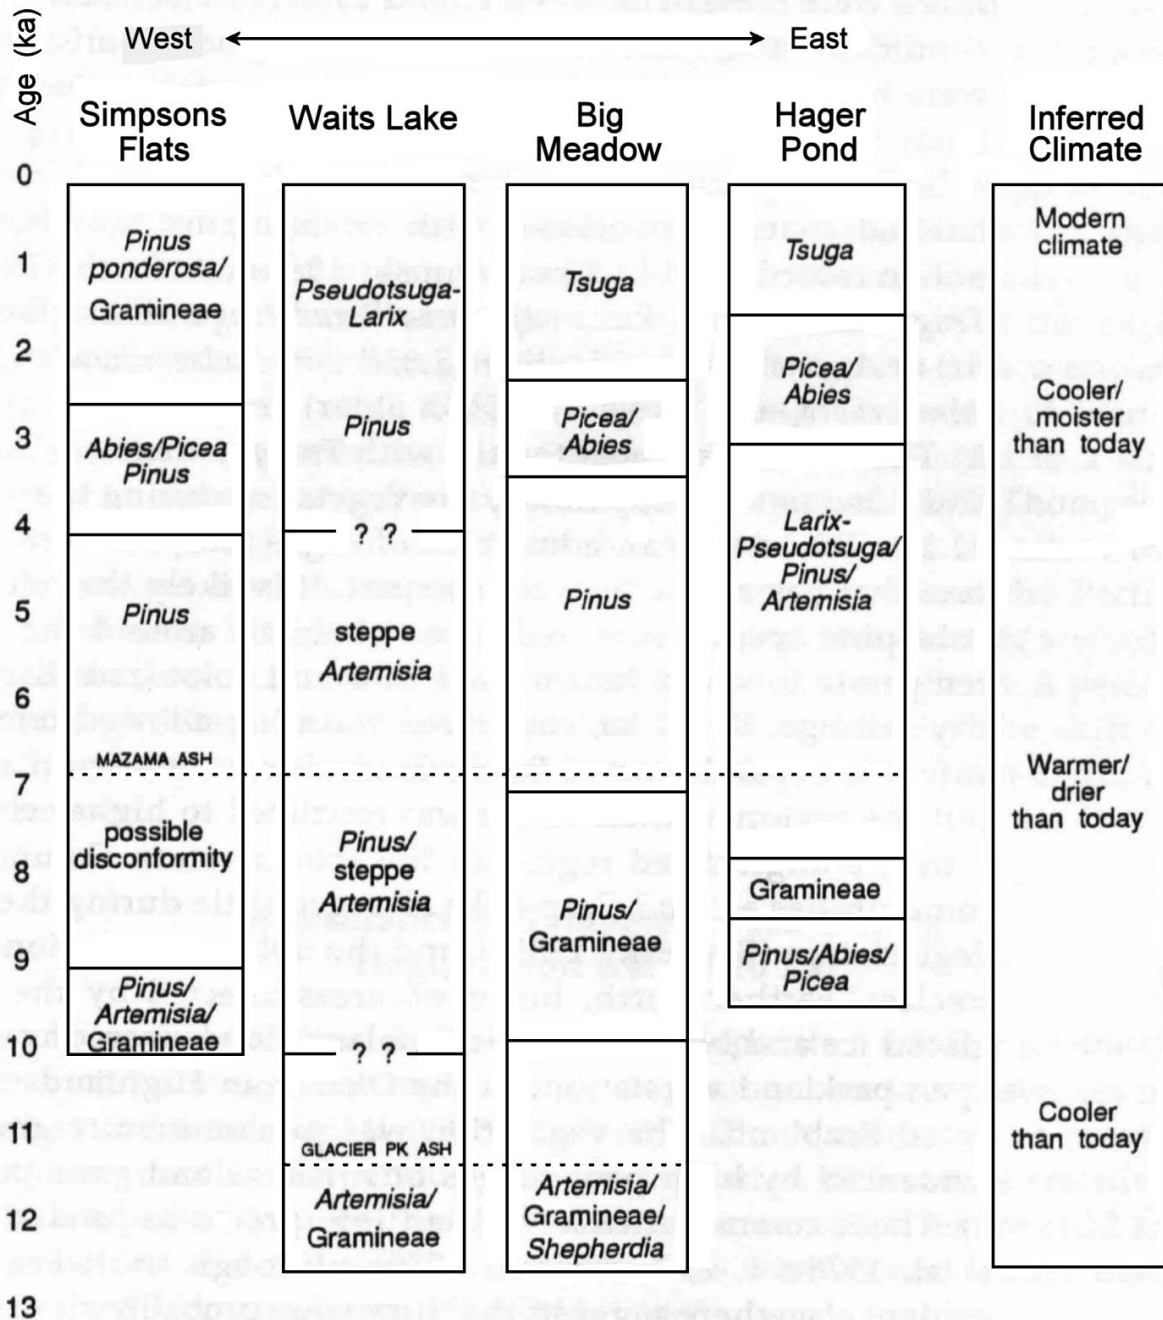 Age (ka)
West
East
Simpsons
Flats
Waits Lake
Big
Meadow
Hager
Pond
Inferred
Climate
0
1
2
3
4
5
6
7
8
9
10
11
12
13
Pinus
ponderosa/
Gramineae
Abies/Picea
Pinus
Pinus
MAZAMA ASH
possible
disconformity
Pinus/
Artemisia/
Gramineae
Pseudotsuga-
Larix
Pinus
? ?
steppe
Artemisia
Pinus/
steppe
Artemisia
? ?
GLACIER PK ASH
Artemisia/
Gramineae
Tsuga
Picea/
Abies
Pinus
Pinus/
Gramineae
Artemisia/
Gramineae/
Shepherdia
Tsuga
Picea/
Abies
Larix-
Pseudotsuga/
Pinus/
Artemisia
Gramineae
Pinus/Abies/
Picea
Modern
climate
Cooler/
moister
than today
Warmer/
drier
than today
Cooler
than today